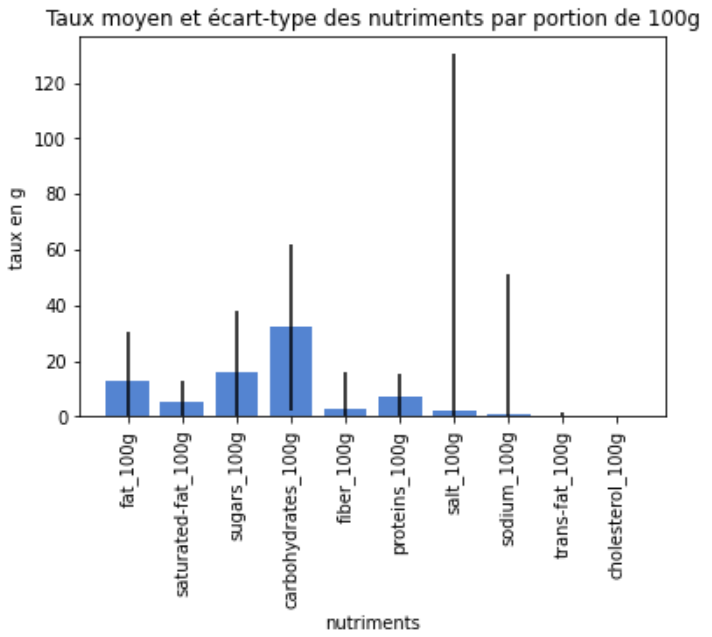 Taux moyen et écart-type des nutriments par portion de 100g
120
100
80
60
40
20
0
taux en g
fat_100g
saturated-fat_100g
sugars_100g
carbohydrates_100g
fiber_100g
proteins_100g
salt_100g
sodium_100g
trans-fat_100g
cholesterol_100g
nutriments